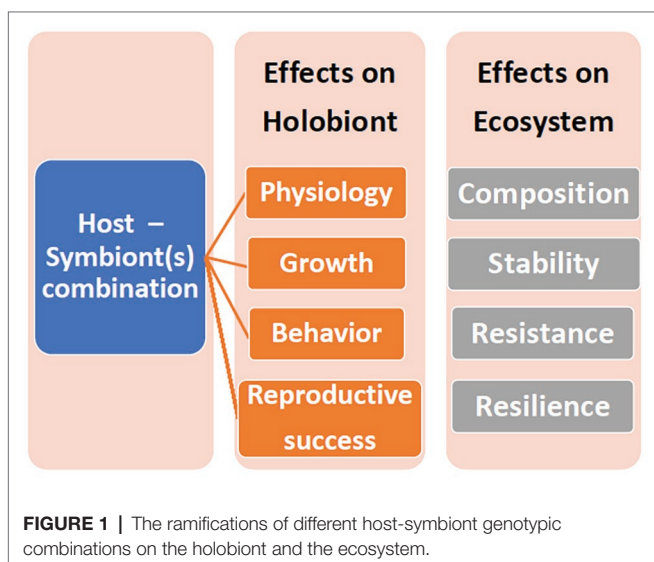 Host –
Symbiont(s)
combination
Effects on
Holobiont
Physiology
Growth
Behavior
Reproductive
success
Effects on
Ecosystem
Composition
Stability
Resistance
Resilience
FIGURE 1 | The ramifications of different host-symbiont genotypic
combinations on the holobiont and the ecosystem.